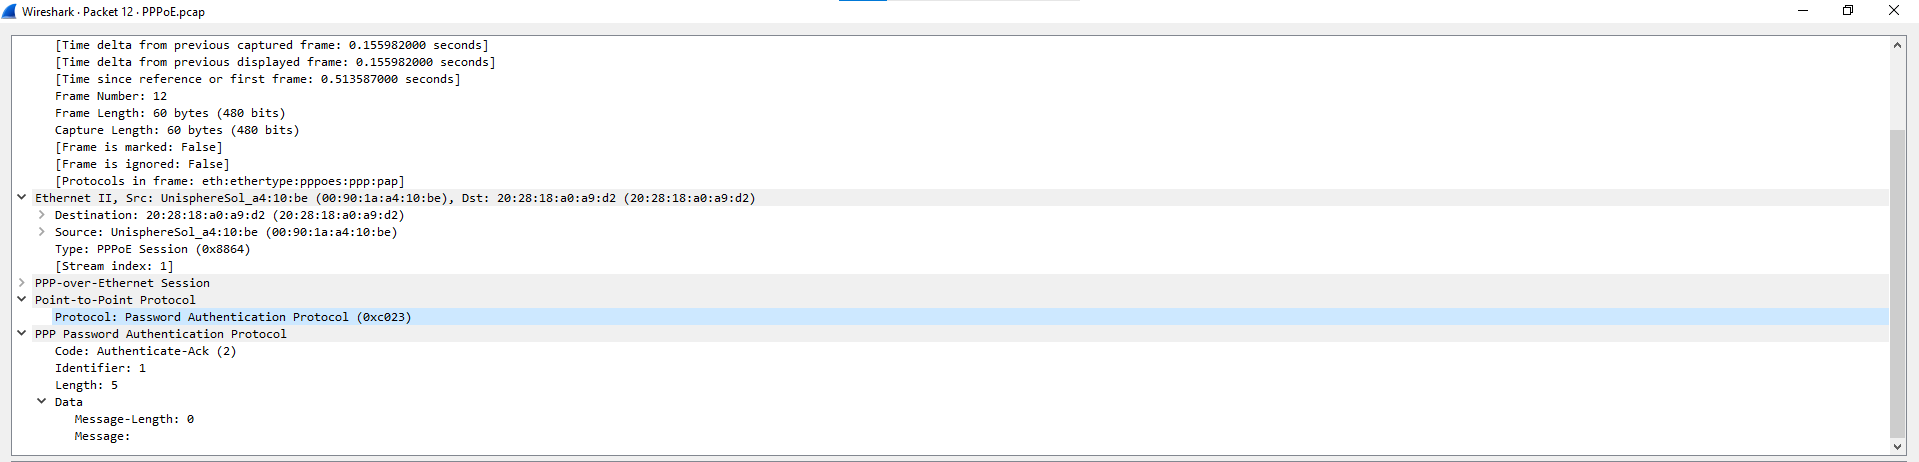 Wireshark · Packet 12 · PPPoE.pcap
[Time delta from previous captured frame: 0.155982000 seconds]
[Time delta from previous displayed frame: 0.155982000 seconds]
[Time since reference or first frame: 0.513587000 seconds]
Frame Number: 12
Frame Length: 60 bytes (480 bits)
Capture Length: 60 bytes (480 bits)
[Frame is marked: False]
[Frame is ignored: False]
[Protocols in frame: eth:ethertype:pppoes:ppp:pap]
Ethernet II, Src: UnisphereSol_a4:10:be (00:90:1a:a4:10:be), Dst: 20:28:18:a0:a9:d2 (20:28:18:a0:a9:d2)
Destination: 20:28:18:a0:a9:d2 (20:28:18:a0:a9:d2)
Source: UnisphereSol_a4:10:be (00:90:1a:a4:10:be)
Type: PPPoE Session (0x8864)
[Stream index: 1]
PPP-over-Ethernet Session
Point-to-Point Protocol
Protocol: Password Authentication Protocol (0xc023)
PPP Password Authentication Protocol
Code: Authenticate-Ack (2)
Identifier: 1
Length: 5
Data
Message-Length: 0
Message: